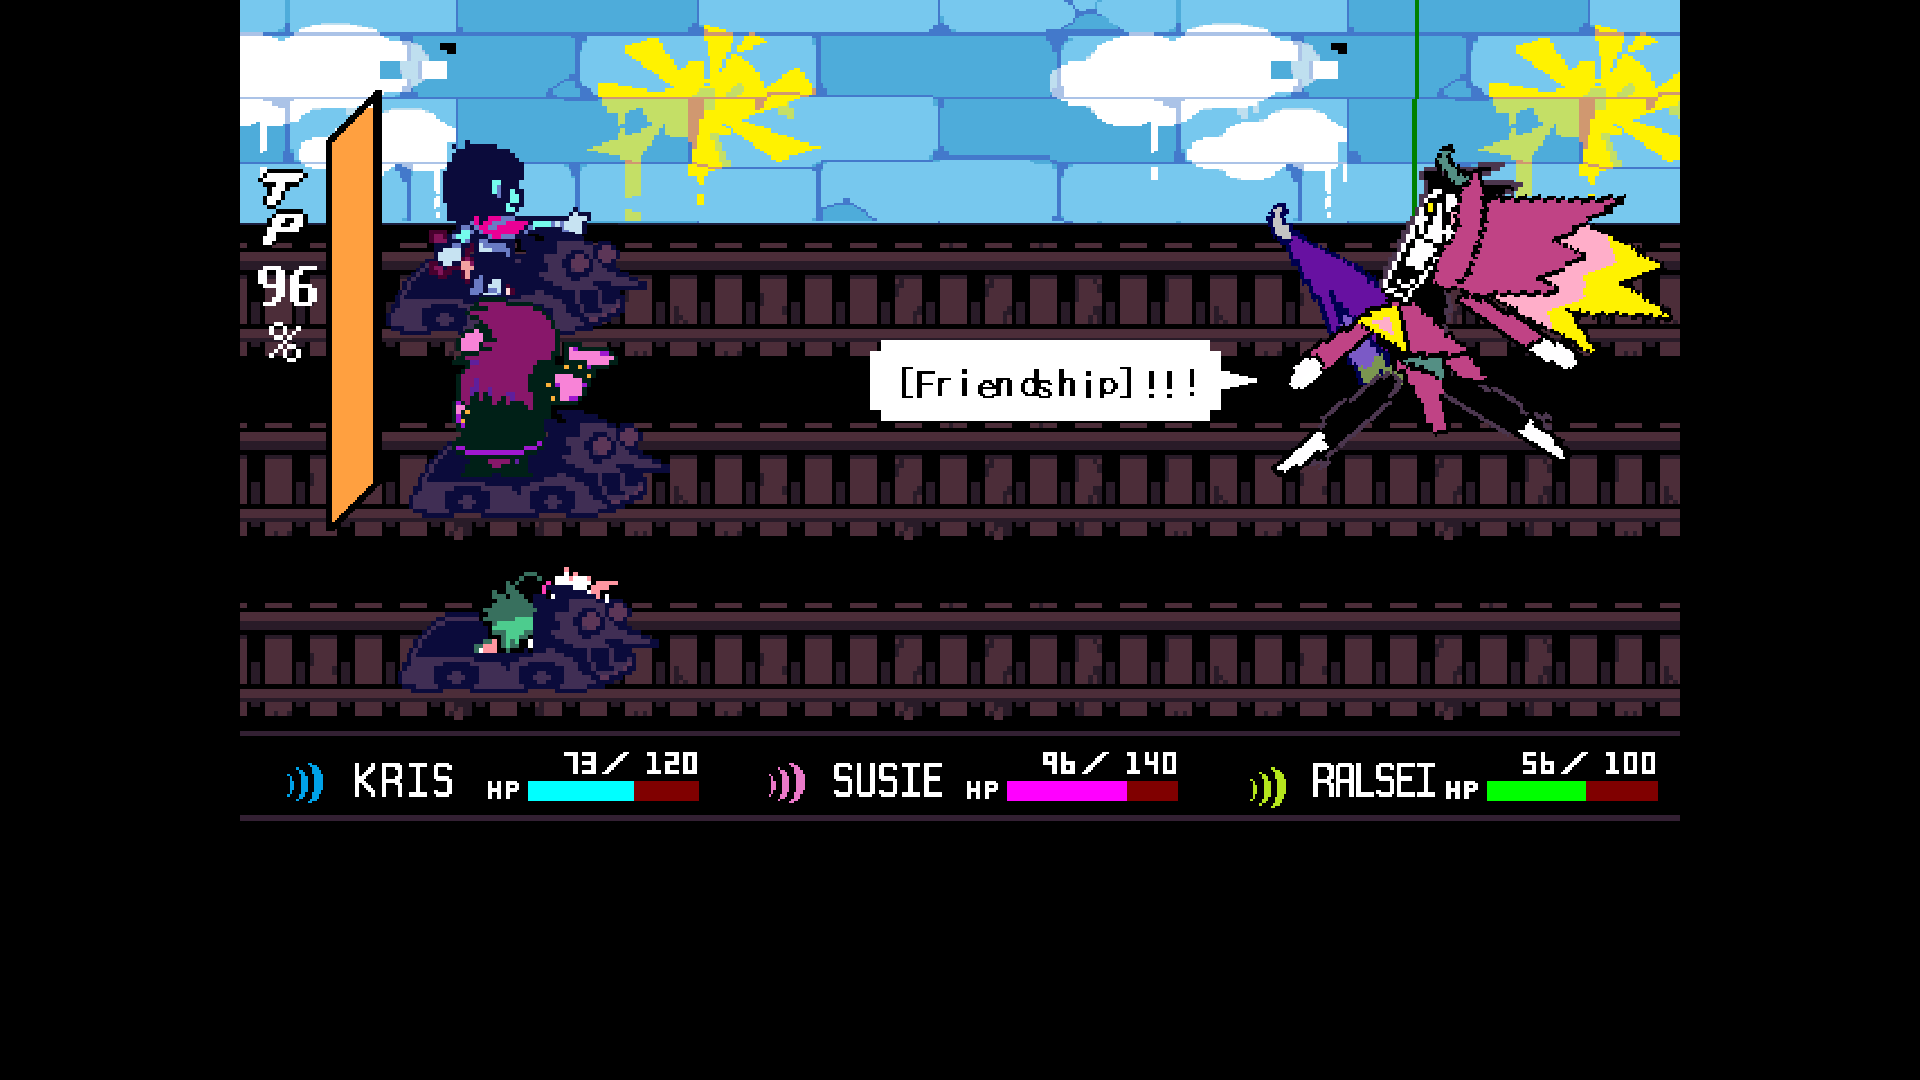 TP
96
%
[Friendship]!!!
KRIS HP 73/ 120 SUSIE HP 96/ 140 RALSEI HP 56/ 100